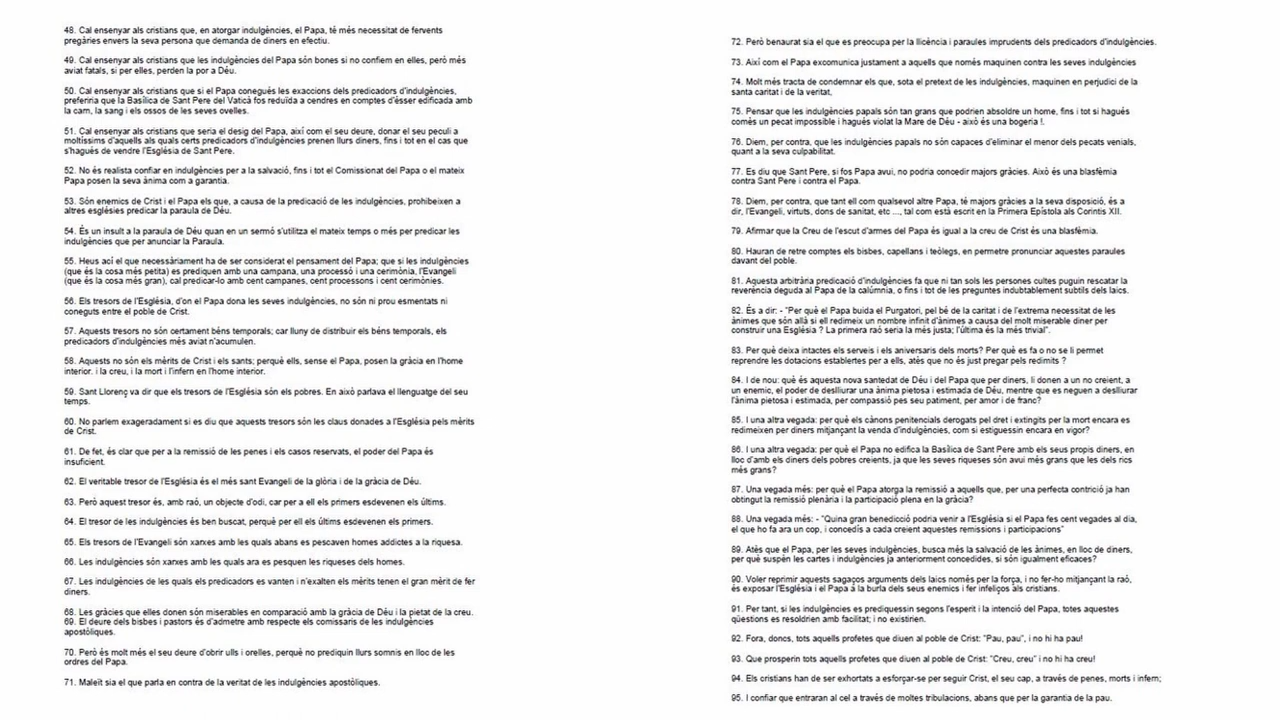 48. Cal ensenyar als cristians que, en atorgar indulgències, el Papa, té més necessitat de fervents
pregàries envers la seva persona que demanda de diners en efectiu.
49. Cal ensenyar als cristians que les indulgències del Papa són bones si no confiem en elles, però més
aviat fatals, si per elles, perden la por a Déu.
50. Cal ensenyar als cristians que si el Papa conegués les exaccions dels predicadors d'indulgències,
preferiria que la Basílica de Sant Pere del Vaticà fos reduïda a cendres en comptes d'ésser edificada amb
la carn, la sang i els ossos de les seves ovelles.
51. Cal ensenyar als cristians que seria el desig del Papa, així com el seu deure, donar el seu peculi a
moltíssims d'aquells als quals certs predicadors d'indulgències prenen llurs diners, fins i tot en el cas que
s'hagués de vendre l'Església de Sant Pere.
52. No és realista confiar en indulgències per a la salvació, fins i tot el Comissionat del Papa o el mateix
Papa posen la seva ànima com a garantia.
53. Són enemics de Crist i el Papa els que, a causa de la predicació de les indulgències, prohibeixen a
altres esglésies predicar la paraula de Déu.
54. És un insult a la paraula de Déu quan en un sermó s'utilitza el mateix temps o més per predicar les
indulgències que per anunciar la Paraula.
55. Heus ací el que necessàriament ha de ser considerat el pensament del Papa; que si les indulgències
(que és la cosa més petita) es prediquen amb una campana, una processó i una cerimònia, l'Evangeli
(que és la cosa més gran), cal predicar-lo amb cent campanes, cent processons i cent cerimònies.
56. Els tresors de l'Església, d'on el Papa dona les seves indulgències, no són ni prou esmentats ni
coneguts entre el poble de Crist.
57. Aquests tresors no són certament béns temporals; car lluny de distribuir els béns temporals, els
predicadors d'indulgències més aviat n'acumulen.
58. Aquests no són els mèrits de Crist i els sants; perquè ells, sense el Papa, posen la gràcia en l'home
interior. i la creu, i la mort i l'infern en l'home interior.
59. Sant Llorenç va dir que els tresors de l'Església són els pobres. En això parlava el llenguatge del seu
temps.
60. No parlem exageradament si es diu que aquests tresors són les claus donades a l'Església pels mèrits
de Crist.
61. De fet, és clar que per a la remissió de les penes i els casos reservats, el poder del Papa és
insuficient.
62. El veritable tresor de l'Església és el més sant Evangeli de la glòria i de la gràcia de Déu.
63. Però aquest tresor és, amb raó, un objecte d'odi, car per a ell els primers esdevenen els últims.
64. El tresor de les indulgències és ben buscat, perquè per ell els últims esdevenen els primers.
65. Els tresors de l'Evangeli són xarxes amb les quals abans es pescaven homes addictes a la riquesa.
66. Les indulgències són xarxes amb les quals ara es pesquen les riqueses dels homes.
67. Les indulgències de les quals els predicadors es vanten i n'exalten els mèrits tenen el gran mèrit de fer
diners.
68. Les gràcies que elles donen són miserables en comparació amb la gràcia de Déu i la pietat de la creu.
69. El deure dels bisbes i pastors és d'admetre amb respecte els comissaris de les indulgències
apostòliques.
70. Però és molt més el seu deure d'obrir ulls i orelles, perquè no prediquin llurs somnis en lloc de les
ordres del Papa.
71. Maleït sia el que parla en contra de la veritat de les indulgències apostòliques.
72. Però benaurat sia el que es preocupa per la llicència i paraules imprudents dels predicadors d'indulgències.
73. Així com el Papa excomunica justament a aquells que només maquinen contra les seves indulgències
74. Molt més tracta de condemnar els que, sota el pretext de les indulgències, maquinen en perjudici de la
santa caritat i de la veritat,
75. Pensar que les indulgències papals són tan grans que podrien absoldre un home, fins i tot si hagués
comès un pecat impossible i hagués violat la Mare de Déu - això és una bogeria !.
76. Diem, per contra, que les indulgències papals no són capaces d'eliminar el menor dels pecats venials,
quant a la seva culpabilitat.
77. Es diu que Sant Pere, si fos Papa avui, no podria concedir majors gràcies. Això és una blasfèmia
contra Sant Pere i contra el Papa.
78. Diem, per contra, que tant ell com qualsevol altre Papa, té majors gràcies a la seva disposició, és a
dir, l'Evangeli, virtuts, dons de sanitat, etc ..., tal com està escrit en la Primera Epístola als Corintis XII.
79. Afirmar que la Creu de l'escut d'armes del Papa és igual a la creu de Crist és una blasfèmia.
80. Hauran de retre comptes els bisbes, capellans i teòlegs, en permetre pronunciar aquestes paraules
davant del poble.
81. Aquesta arbitrària predicació d'indulgències fa que ni tan sols les persones cultes puguin rescatar la
reverència deguda al Papa de la calúmnia, o fins i tot de les preguntes indubtablement subtils dels laics.
82. És a dir: - "Per què el Papa buida el Purgatori, pel bé de la caritat i de l'extrema necessitat de les
ànimes que són allà si ell redimeix un nombre infinit d'ànimes a causa del molt miserable diner per
construir una Església ? La primera raó seria la més justa; l'última és la més trivial".
83. Per què deixa intactes els serveis i els aniversaris dels morts? Per què es fa o no se li permet
reprendre les dotacions establertes per a ells, atès que no és just pregar pels redimits ?
84. I de nou: què és aquesta nova santedat de Déu i del Papa que per diners, li donen a un no creient, a
un enemic, el poder de deslliurar una ànima pietosa i estimada de Déu, mentre que es neguen a deslliurar
l'ànima pietosa i estimada, per compassió pes seu patiment, per amor i de franc?
85. I una altra vegada: per què els cànons penitencials derogats pel dret i extingits per la mort encara es
redimeixen per diners mitjançant la venda d'indulgències, com si estiguessin encara en vigor?
86. I una altra vegada: per què el Papa no edifica la Basílica de Sant Pere amb els seus propis diners, en
lloc d'amb els diners dels pobres creients, ja que les seves riqueses són avui més grans que les dels rics
més grans?
87. Una vegada més: per què el Papa atorga la remissió a aquells que, per una perfecta contrició ja han
obtingut la remissió plenària i la participació plena en la gràcia?
88. Una vegada més: - "Quina gran benedicció podria venir a l'Església si el Papa fes cent vegades al dia,
el que ho fa ara un cop, i concedís a cada creient aquestes remissions i participacions"
89. Atès que el Papa, per les seves indulgències, busca més la salvació de les ànimes, en lloc de diners,
per què suspèn les cartes i indulgències ja anteriorment concedides, si són igualment eficaces?
90. Voler reprimir aquests sagaços arguments dels laics només per la força, i no fer-ho mitjançant la raó,
és exposar l'Església i el Papa a la burla dels seus enemics i fer infeliços als cristians.
91. Per tant, si les indulgències es prediquessin segons l'esperit i la intenció del Papa, totes aquestes
qüestions es resoldrien amb facilitat; i no existirien.
92. Fora, doncs, tots aquells profetes que diuen al poble de Crist: "Pau, pau", i no hi ha pau!
93. Que prosperin tots aquells profetes que diuen al poble de Crist: "Creu, creu" i no hi ha creu!
94. Els cristians han de ser exhortats a esforçar-se per seguir Crist, el seu cap, a través de penes, morts i infern;
95. I confiar que entraran al cel a través de moltes tribulacions, abans que per la garantia de la pau.